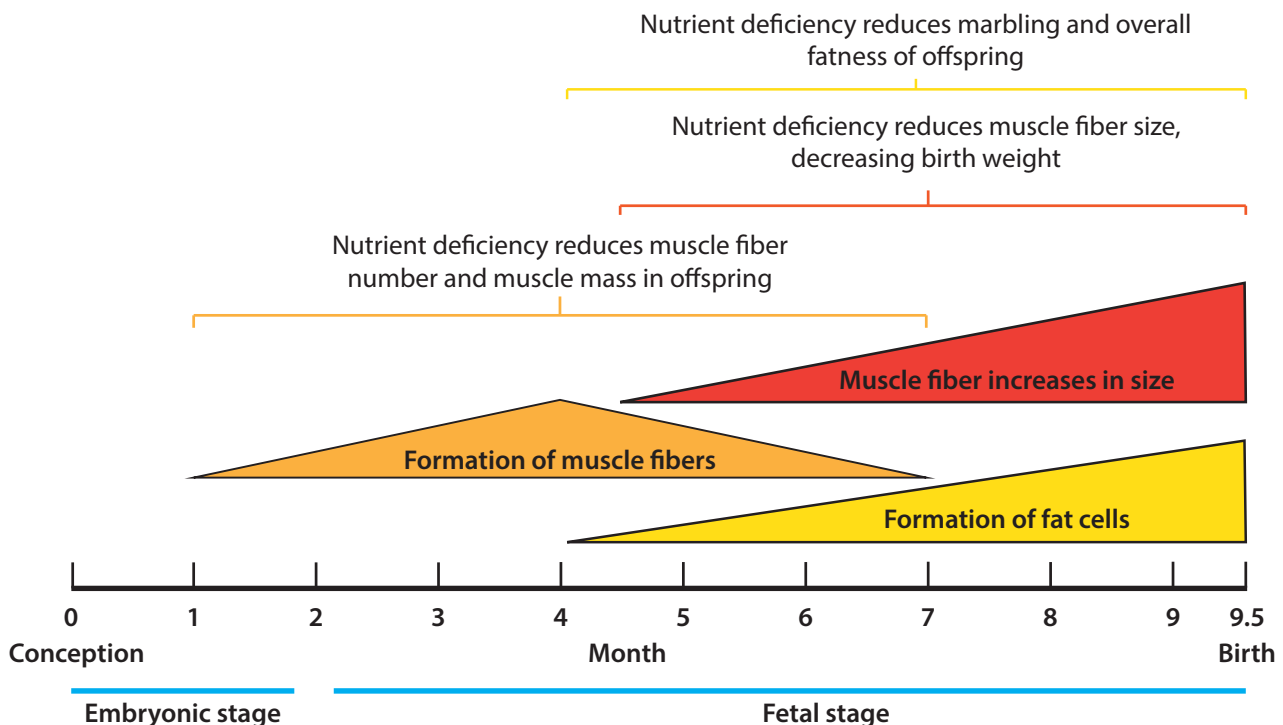 Nutrient deficiency reduces marbling and overall
fatness of offspring
Nutrient deficiency reduces muscle fiber size,
decreasing birth weight
Nutrient deficiency reduces muscle fiber
number and muscle mass in offspring
Muscle fiber increases in size
Formation of muscle fibers
Formation of fat cells
0 1 2 3 4 5 6 7 8 9 9.5
Conception Month Birth
Embryonic stage Fetal stage